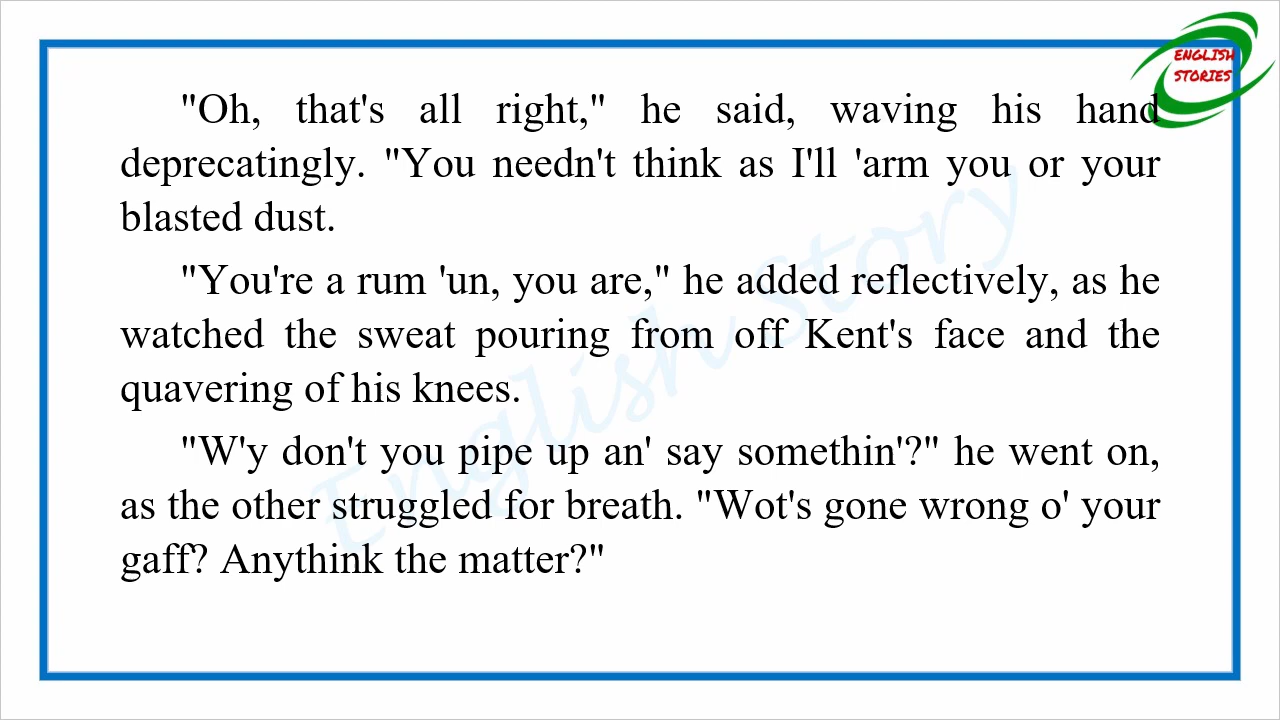 ENGLISH
STORIES
"Oh, that's all right," he said, waving his hand
deprecatingly. "You needn't think as I'll 'arm you or your
blasted dust.
"You're a rum 'un, you are," he added reflectively, as he
watched the sweat pouring from off Kent's face and the
quavering of his knees.
"W'y don't you pipe up an' say somethin'?" he went on,
as the other struggled for breath. "Wot's gone wrong o' your
gaff? Anythink the matter?"
English Story